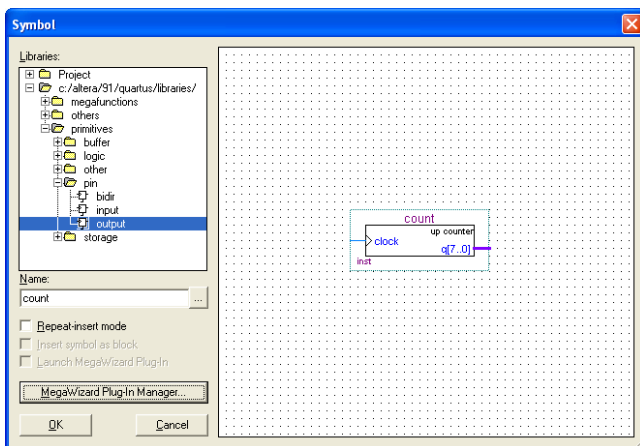 Symbol
Libraries:
Project
c:/altera/91/quartus/libraries/
megafunctions
others
primitives
buffer
logic
other
pin
bidir
input
output
storage
Name:
count
...
Repeat-insert mode
Insert symbol as block
Launch MegaWizard Plug-In
MegaWizard Plug-In Manager...
OK
Cancel
count
up counter
clock
q[7..0]
inst